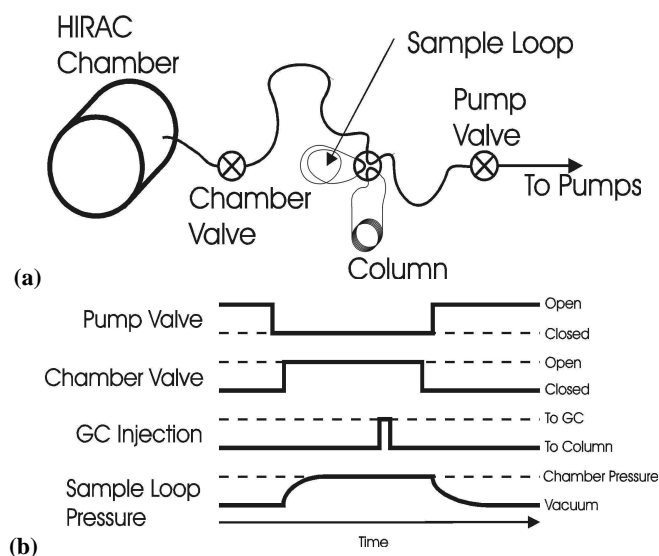 HIRAC
Chamber
Sample Loop
Pump
Valve
To Pumps
Chamber
Valve
Column
(a)
Pump Valve
Open
Closed
Chamber Valve
Open
Closed
GC Injection
To GC
To Column
Sample Loop
Pressure
Chamber Pressure
Vacuum
Time
(b)